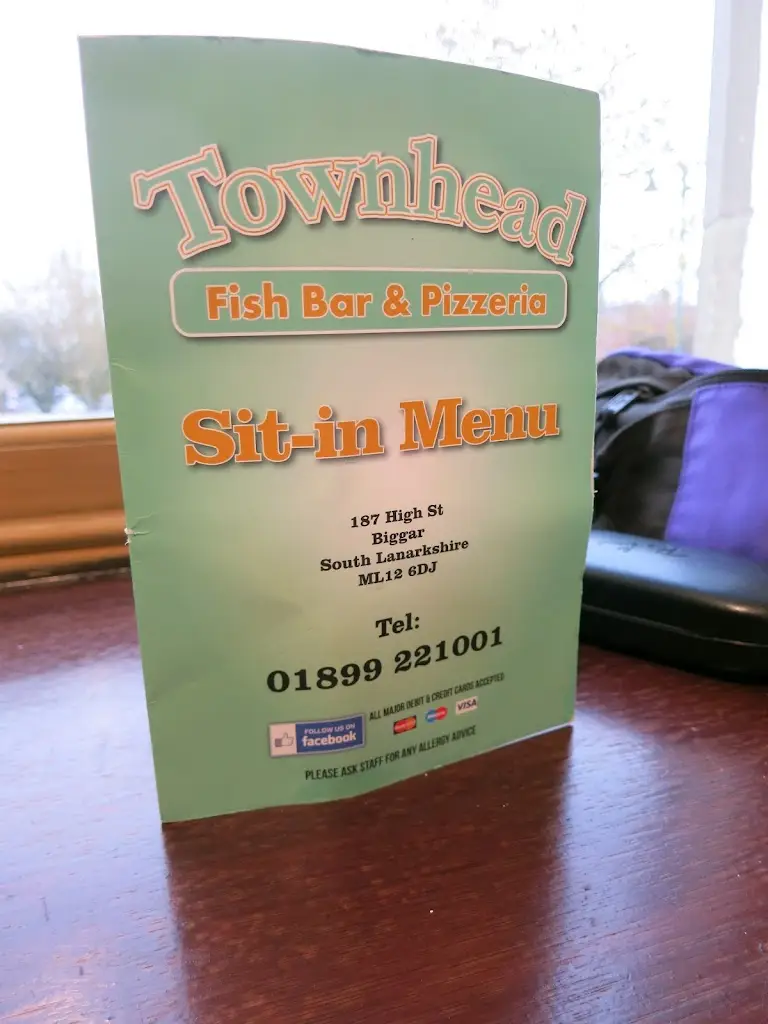 Townhead
Fish Bar & Pizzeria
Sit-in Menu
187 High St
Biggar
South Lanarkshire
ML12 6DJ
Tel:
01899 221001
ALL MAJOR DEBIT & CREDIT CARDS ACCEPTED
FOLLOW US ON
facebook
VISA
PLEASE ASK STAFF FOR ANY ALLERGY ADVICE